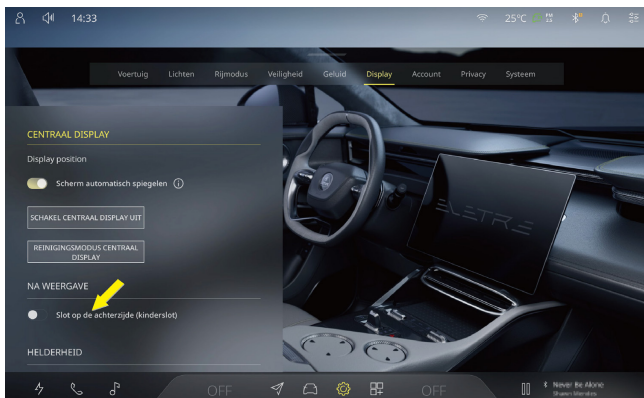 14:33
25°C
Voertuig Lichten Rijmodus Veiligheid Geluid Display Account Privacy Systeem
CENTRAAL DISPLAY
Display position
Scherm automatisch spiegelen
SCHAKEL CENTRAAL DISPLAY UIT
REINIGINGSMODUS CENTRAAL
DISPLAY
NA WEERGAVE
Slot op de achterzijde (kinderslot)
HELDERHEID
ELETRE
OFF OFF
Never Be Alone
Shawn Mendes